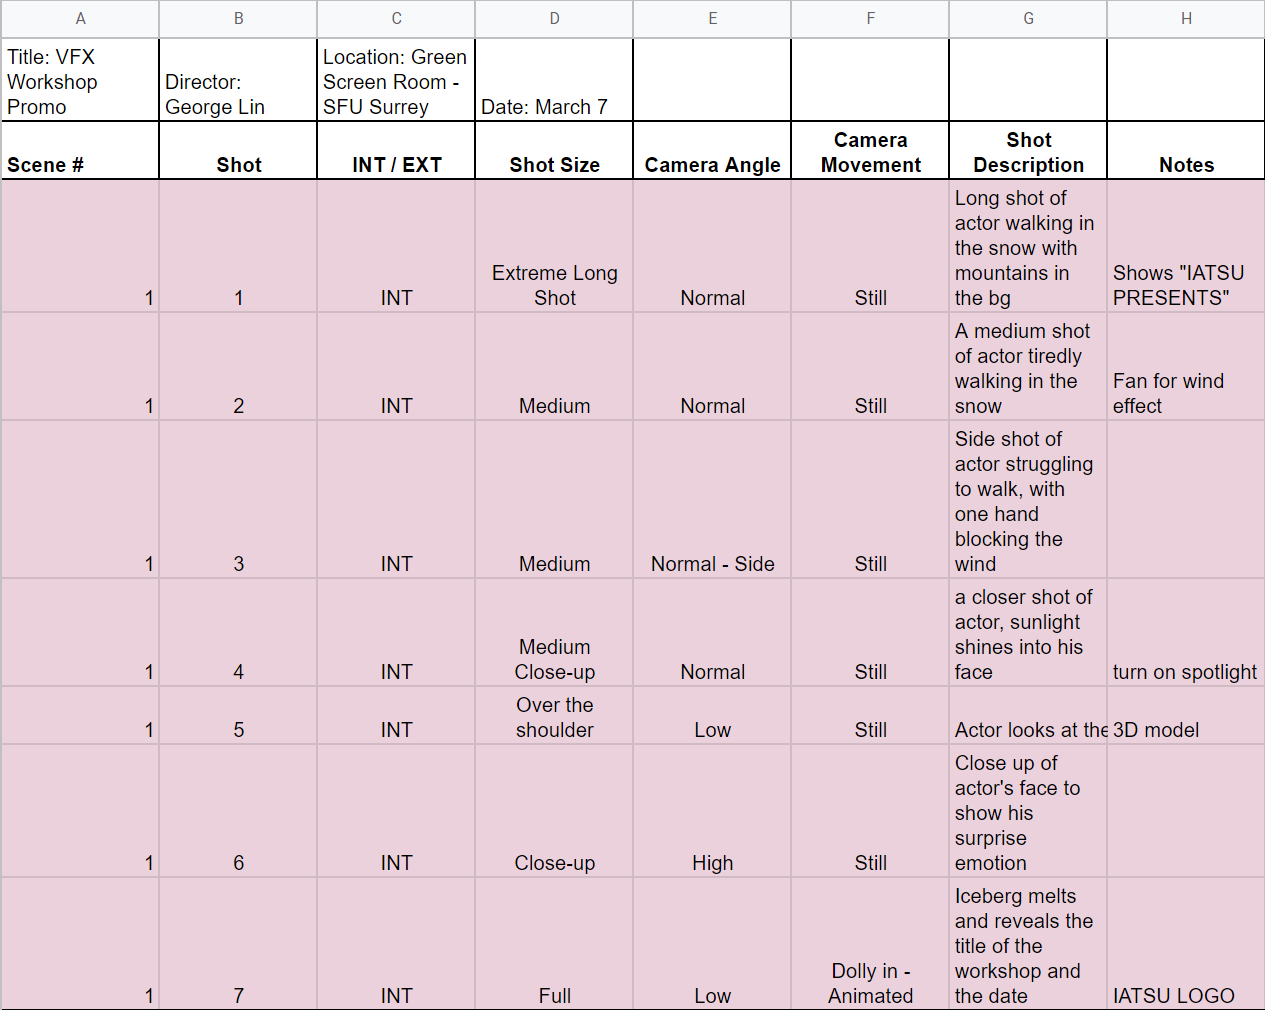 A B C D E F G H
Title: VFX
Workshop
Promo
Director:
George Lin
Location: Green
Screen Room -
SFU Surrey
Date: March 7
Scene #
Shot
INT / EXT
Shot Size
Camera Angle
Camera
Movement
Shot
Description
Notes
1
1
INT
Extreme Long
Shot
Normal
Still
Long shot of
actor walking in
the snow with
mountains in
the bg
Shows "IATSU
PRESENTS"
1
2
INT
Medium
Normal
Still
A medium shot
of actor tiredly
walking in the
snow
Fan for wind
effect
1
3
INT
Medium
Normal - Side
Still
Side shot of
actor struggling
to walk, with
one hand
blocking the
wind
1
4
INT
Medium
Close-up
Normal
Still
a closer shot of
actor, sunlight
shines into his
face
turn on spotlight
1
5
INT
Over the
shoulder
Low
Still
Actor looks at the
3D model
1
6
INT
Close-up
High
Still
Close up of
actor's face to
show his
surprise
emotion
1
7
INT
Full
Low
Dolly in -
Animated
Iceberg melts
and reveals the
title of the
workshop and
the date
IATSU LOGO